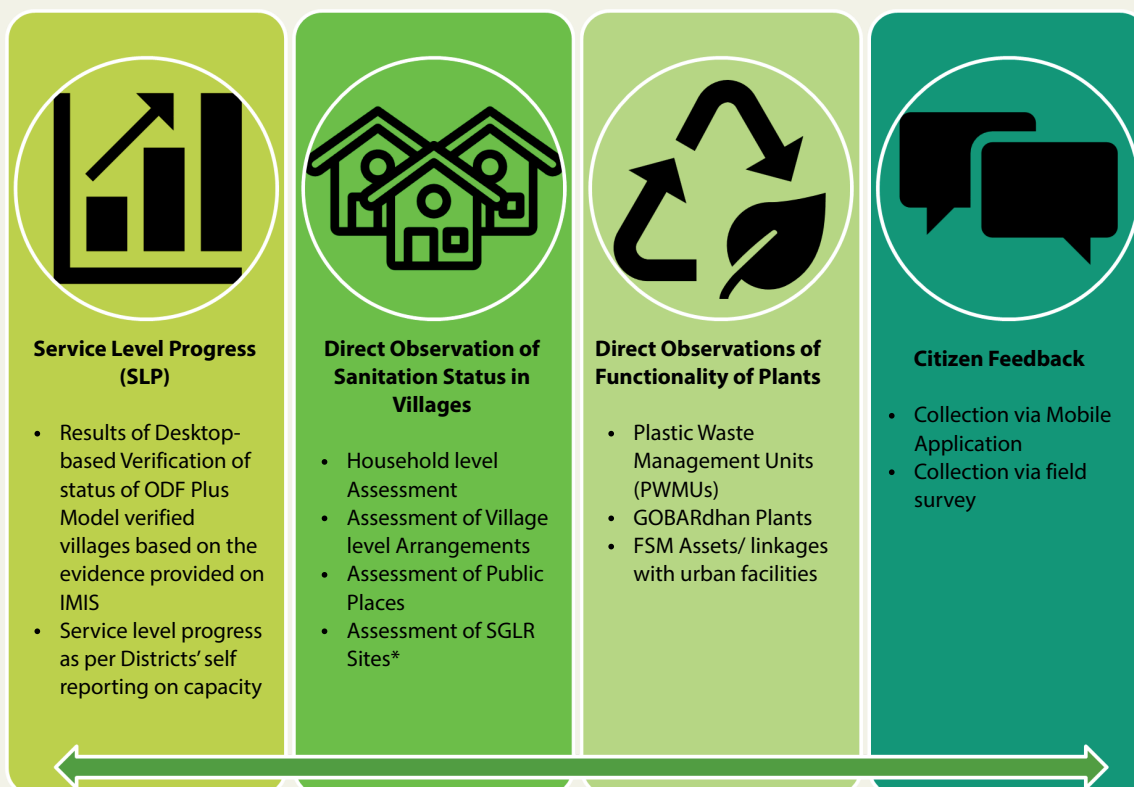 Service Level Progress
(SLP)
• Results of Desktop-
based Verification of
status of ODF Plus
Model verified
villages based on the
evidence provided on
IMIS
• Service level progress
as per Districts’ self
reporting on capacity
Direct Observation of
Sanitation Status in
Villages
• Household level
Assessment
• Assessment of Village
level Arrangements
• Assessment of Public
Places
• Assessment of SGLR
Sites*
Direct Observations of
Functionality of Plants
• Plastic Waste
Management Units
(PWMUs)
• GOBARdhan Plants
• FSM Assets/ linkages
with urban facilities
Citizen Feedback
• Collection via Mobile
Application
• Collection via field
survey